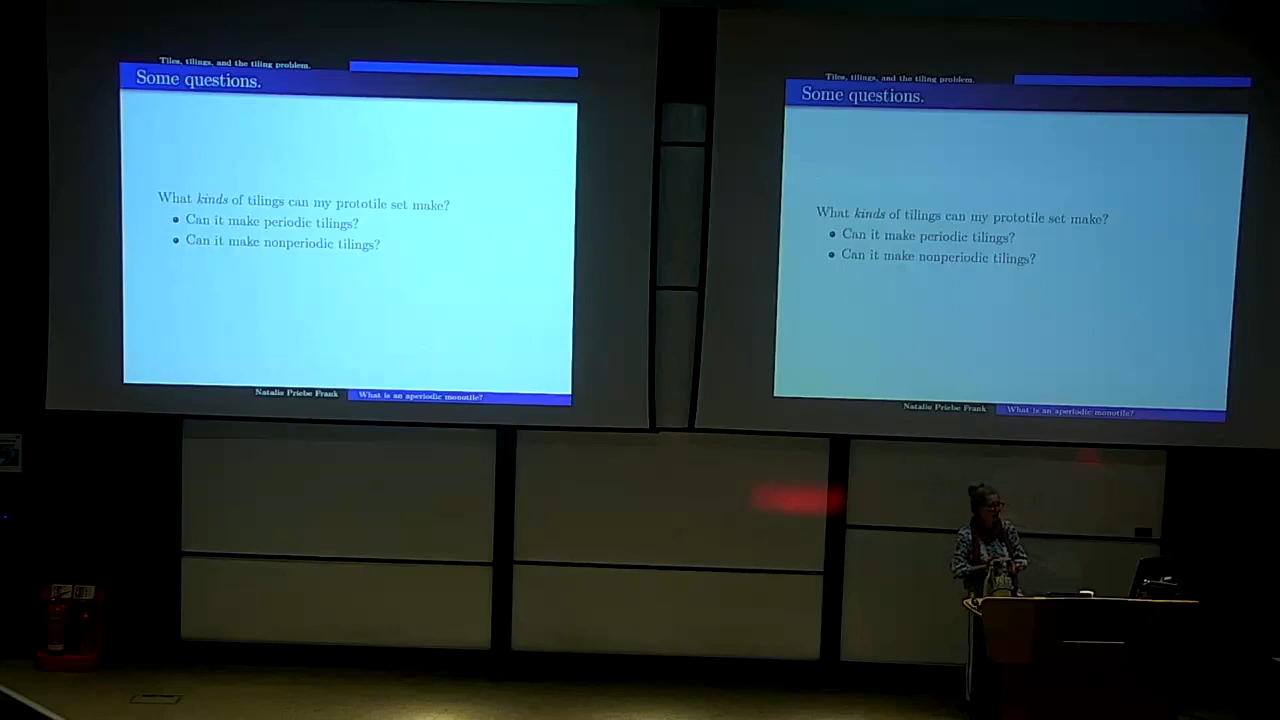 Tiles, tilings, and the tiling problem.
Some questions.
What kinds of tilings can my prototile set make?
Can it make periodic tilings?
Can it make nonperiodic tilings?
Natalie Priebe Frank
What is an aperiodic monotile?
Tiles, tilings, and the tiling problem.
Some questions.
What kinds of tilings can my prototile set make?
Can it make periodic tilings?
Can it make nonperiodic tilings?
Natalie Priebe Frank
What is an aperiodic monotile?